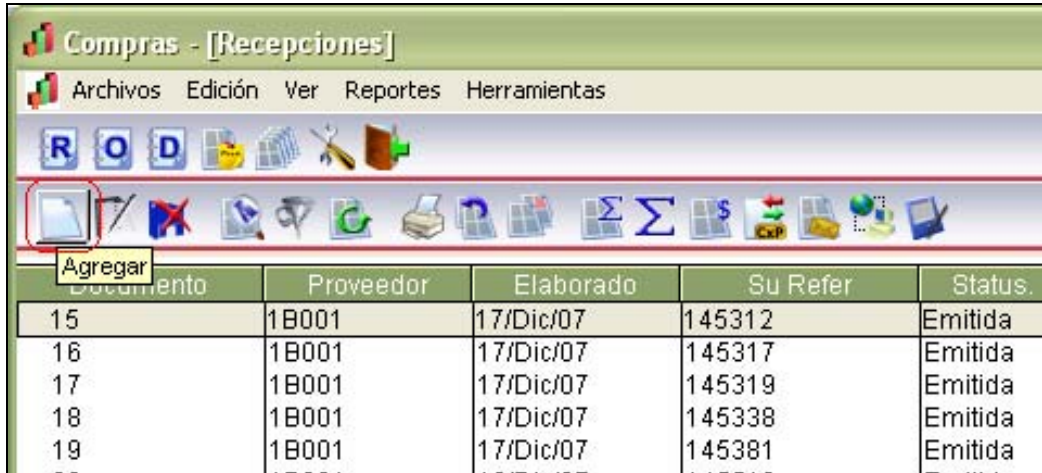 Compras - [Recepciones]
Archivos Edición Ver Reportes Herramientas
R O D
Σ Σ $ CxP
Agregar
Documento Proveedor Elaborado Su Refer Status.
15 1B001 17/Dic/07 145312 Emitida
16 1B001 17/Dic/07 145317 Emitida
17 1B001 17/Dic/07 145319 Emitida
18 1B001 17/Dic/07 145338 Emitida
19 1B001 17/Dic/07 145381 Emitida